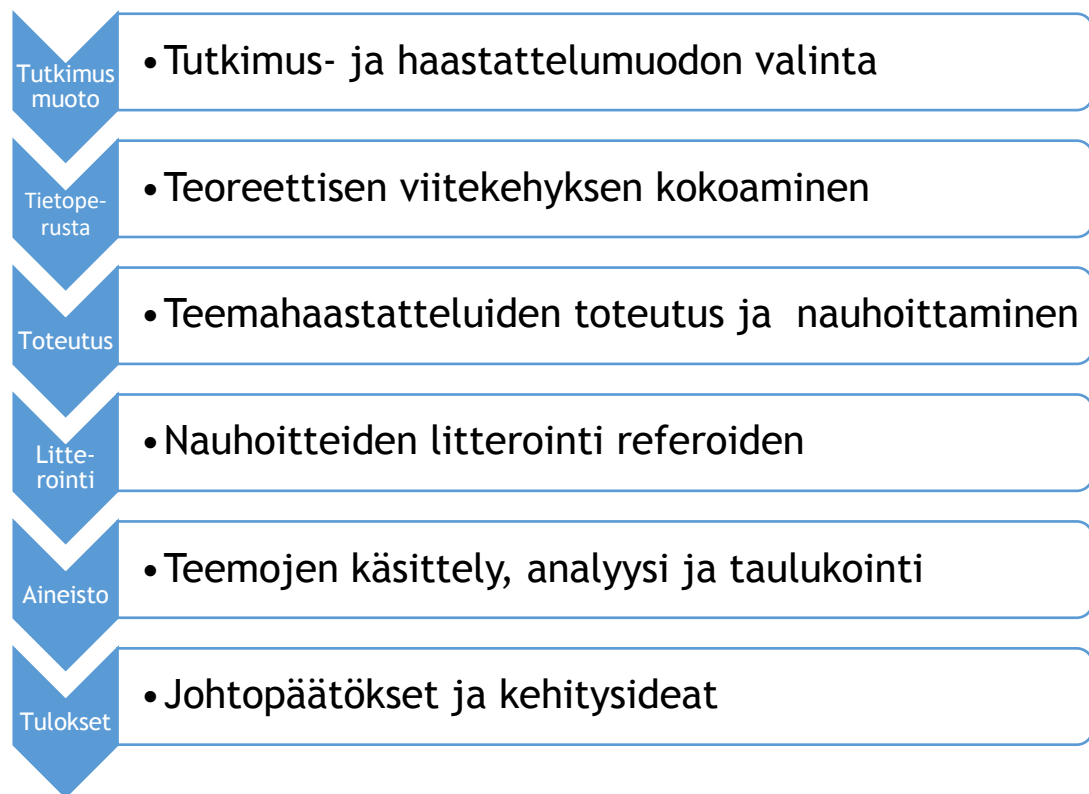 Tutkimus
muoto
• Tutkimus- ja haastattelumuodon valinta
Tietope-
rusta
• Teoreettisen viitekehyksen kokoaminen
Toteutus
• Teemahaastatteluiden toteutus ja  nauhoittaminen
Litte-
rointi
• Nauhoitteiden litterointi referoiden
Aineisto
• Teemojen käsittely, analyysi ja taulukointi
Tulokset
• Johtopäätökset ja kehitysideat